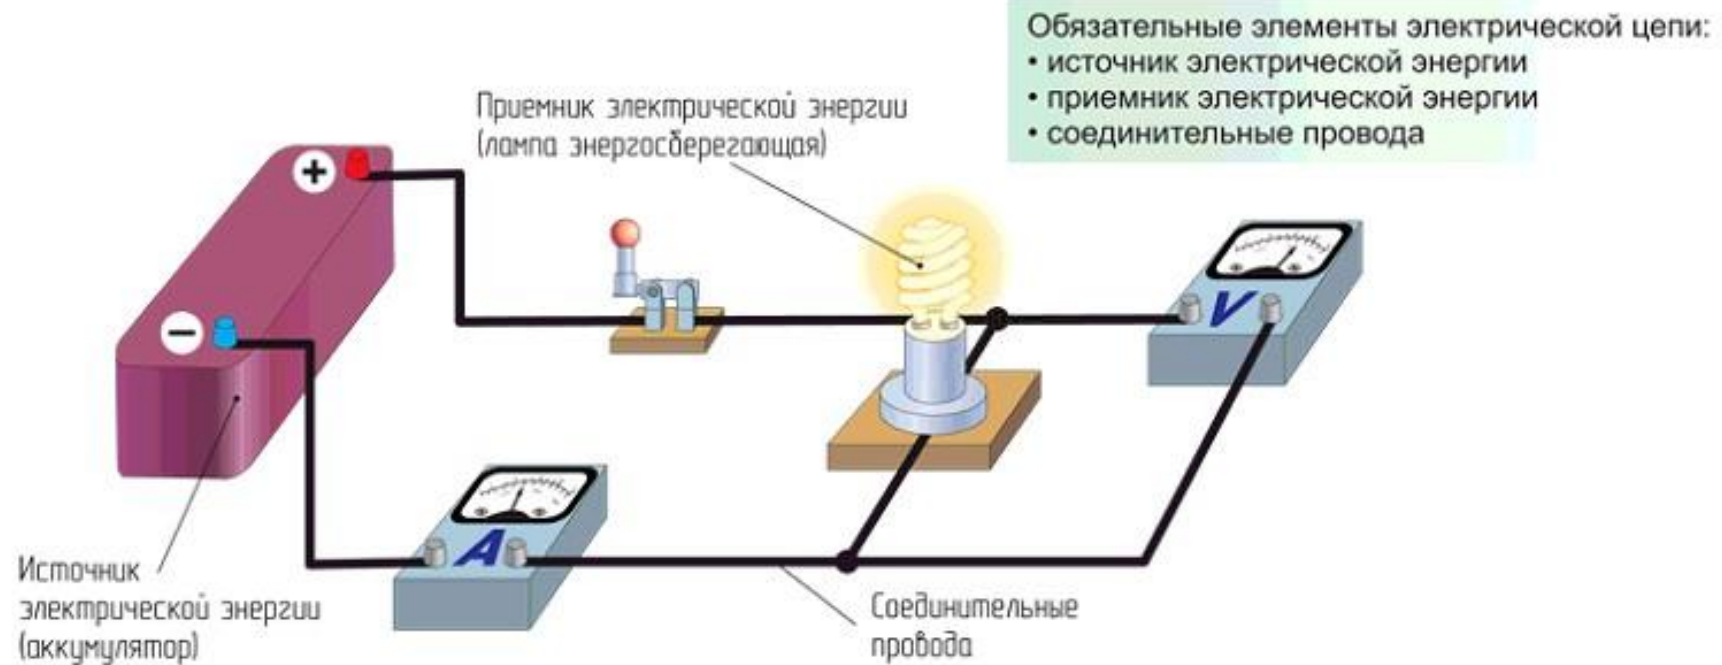 Обязательные элементы электрической цепи:
• источник электрической энергии
• приемник электрической энергии
• соединительные провода
Приемник электрической энергии
(лампа энергосберегающая)
+
−
V
A
Источник
электрической энергии
(аккумулятор)
Соединительные
провода